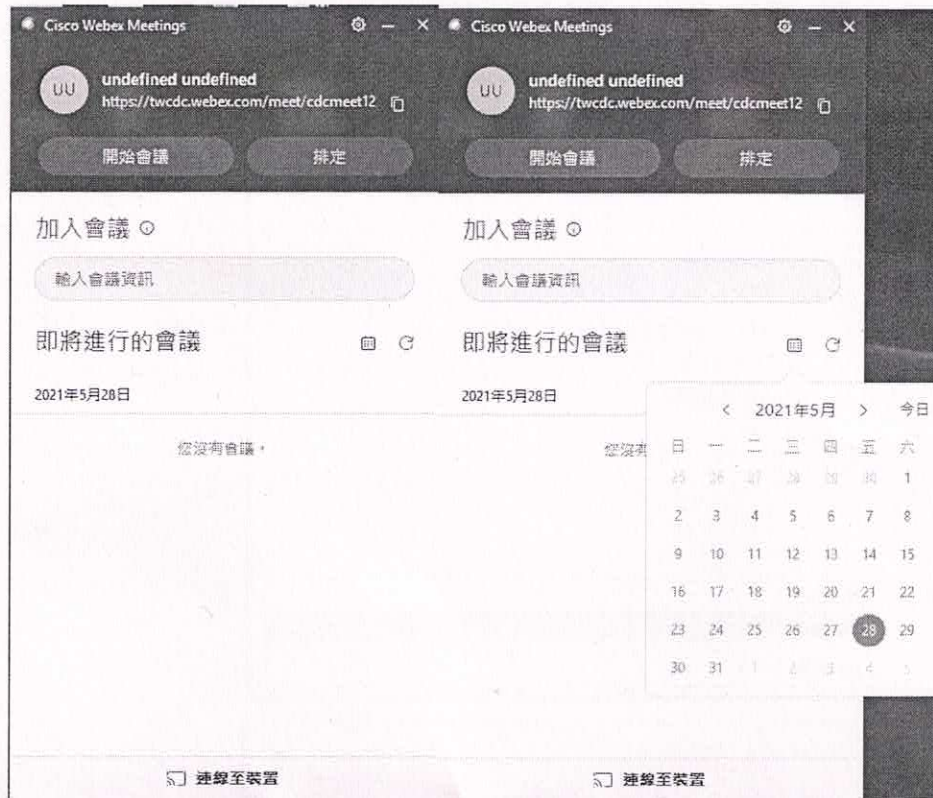 Cisco Webex Meetings
UU
undefined undefined
https://twcdc.webex.com/meet/cdcmeet12
開始會議 排定
加入會議
輸入會議資訊
即將進行的會議
2021年5月28日
您沒有會議。
連線至裝置
Cisco Webex Meetings
UU
undefined undefined
https://twcdc.webex.com/meet/cdcmeet12
開始會議 排定
加入會議
輸入會議資訊
即將進行的會議
2021年5月28日
您沒有
2021年5月 今日
日 一 二 三 四 五 六
25 26 27 28 29 30 1
2 3 4 5 6 7 8
9 10 11 12 13 14 15
16 17 18 19 20 21 22
23 24 25 26 27 28 29
30 31 1 2 3 4 5
連線至裝置